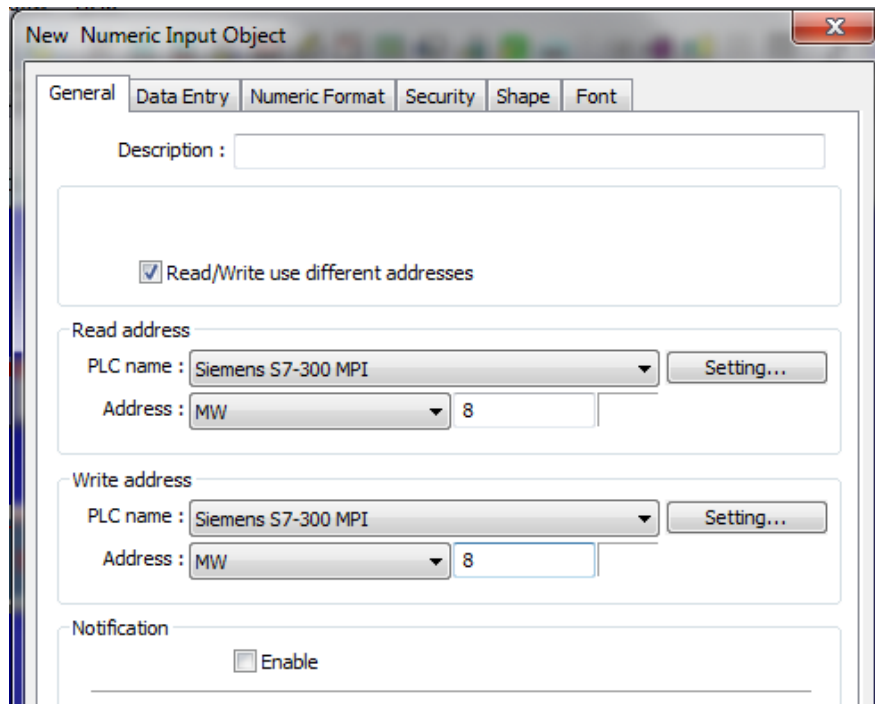 New Numeric Input Object
General Data Entry Numeric Format Security Shape Font
Description :
Read/Write use different addresses
Read address
PLC name : Siemens S7-300 MPI Setting...
Address : MW 8
Write address
PLC name : Siemens S7-300 MPI Setting...
Address : MW 8
Notification
Enable